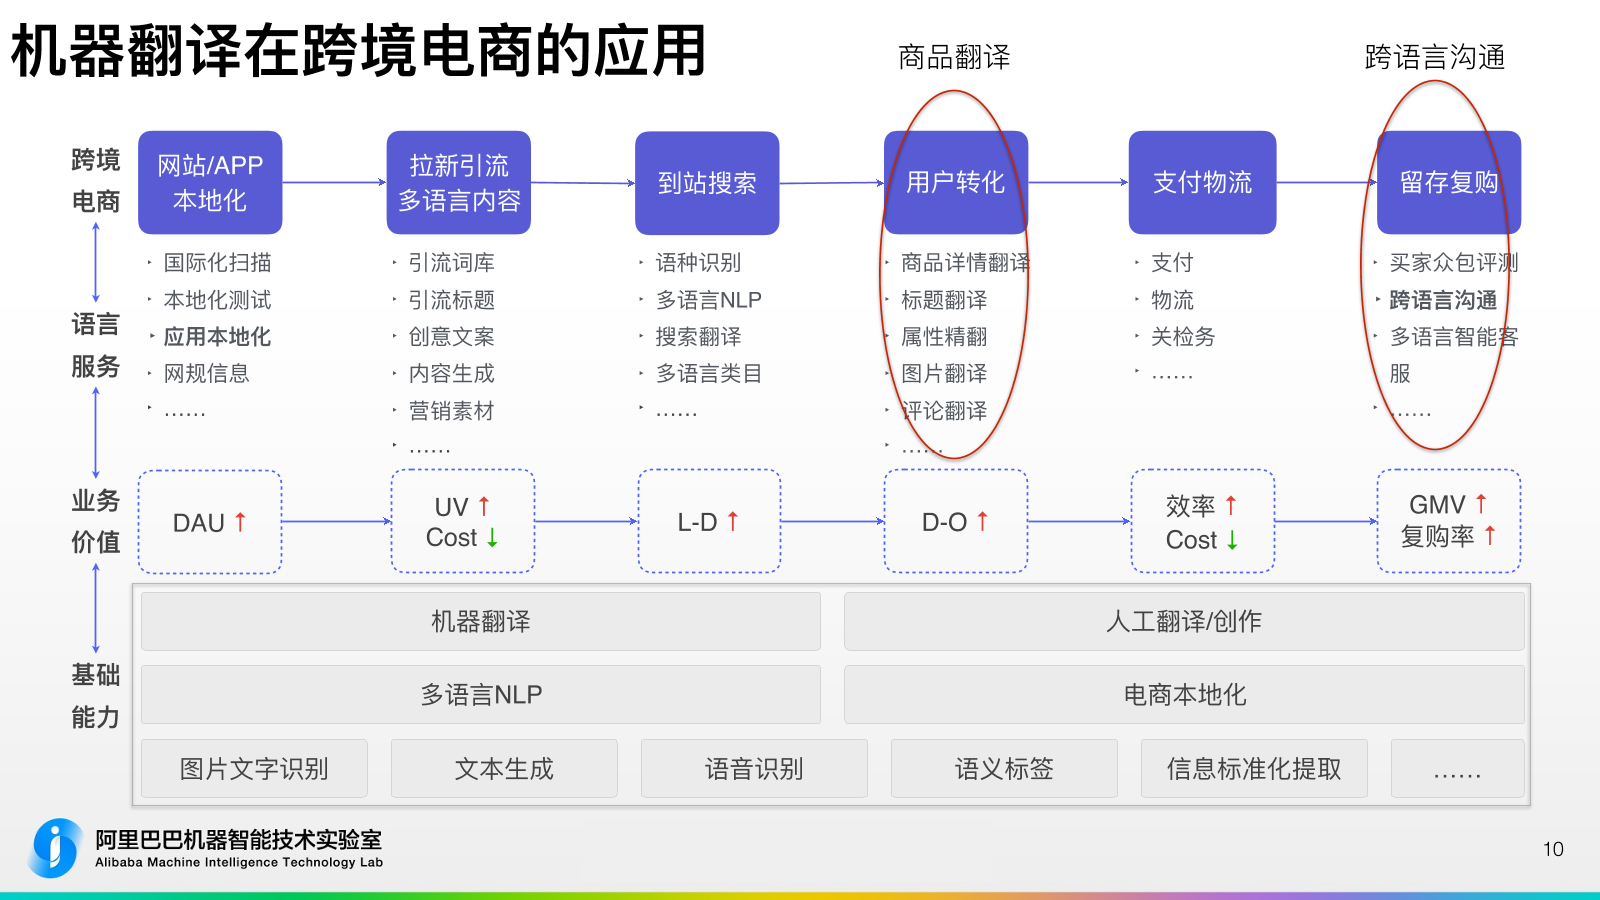 机器翻译在跨境电商的应用
商品翻译
跨语言沟通
跨境
电商
网站/APP
本地化
拉新引流
多语言内容
到站搜索
用户转化
支付物流
留存复购
语言
服务
国际化扫描
本地化测试
应用本地化
网规信息
……
引流词库
引流标题
创意文案
内容生成
营销素材
……
语种识别
多语言NLP
搜索翻译
多语言类目
……
商品详情翻译
标题翻译
属性精翻
图片翻译
评论翻译
……
支付
物流
关检务
……
买家众包评测
跨语言沟通
多语言智能客
服
……
业务
价值
DAU ↑
UV ↑
Cost ↓
L-D ↑
D-O ↑
效率 ↑
Cost ↓
GMV ↑
复购率 ↑
基础
能力
机器翻译
人工翻译/创作
多语言NLP
电商本地化
图片文字识别
文本生成
语音识别
语义标签
信息标准化提取
……
阿里巴巴机器智能技术实验室
Alibaba Machine Intelligence Technology Lab
10